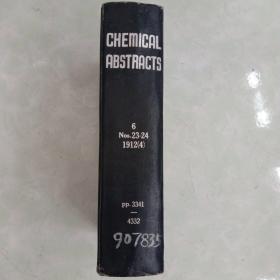 CHEMICAL
ABSTRACTS
6
Nos.23-24
1912(4)
pp. 3341
—
4332
907835